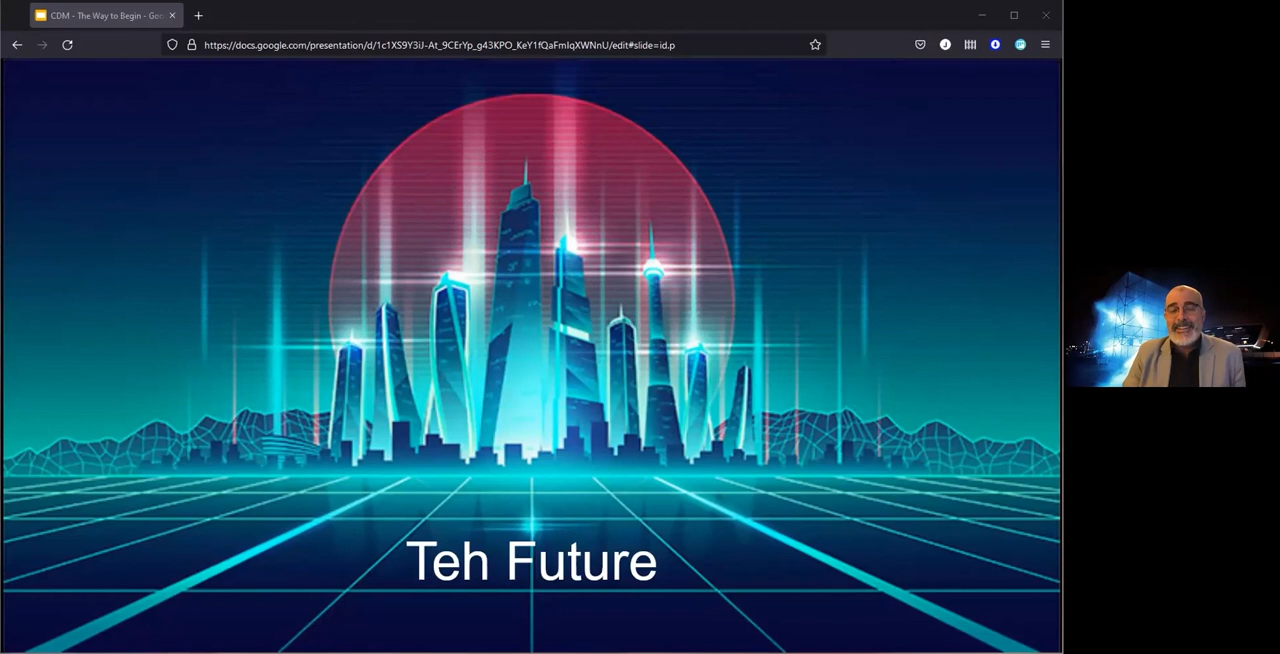 CDM - The Way to Begin - Goo
https://docs.google.com/presentation/d/1c1XS9Y3iJ-At_9CErYp_g43KPO_KeY1fQaFmIqXWNnU/edit#slide=id.p
Teh Future